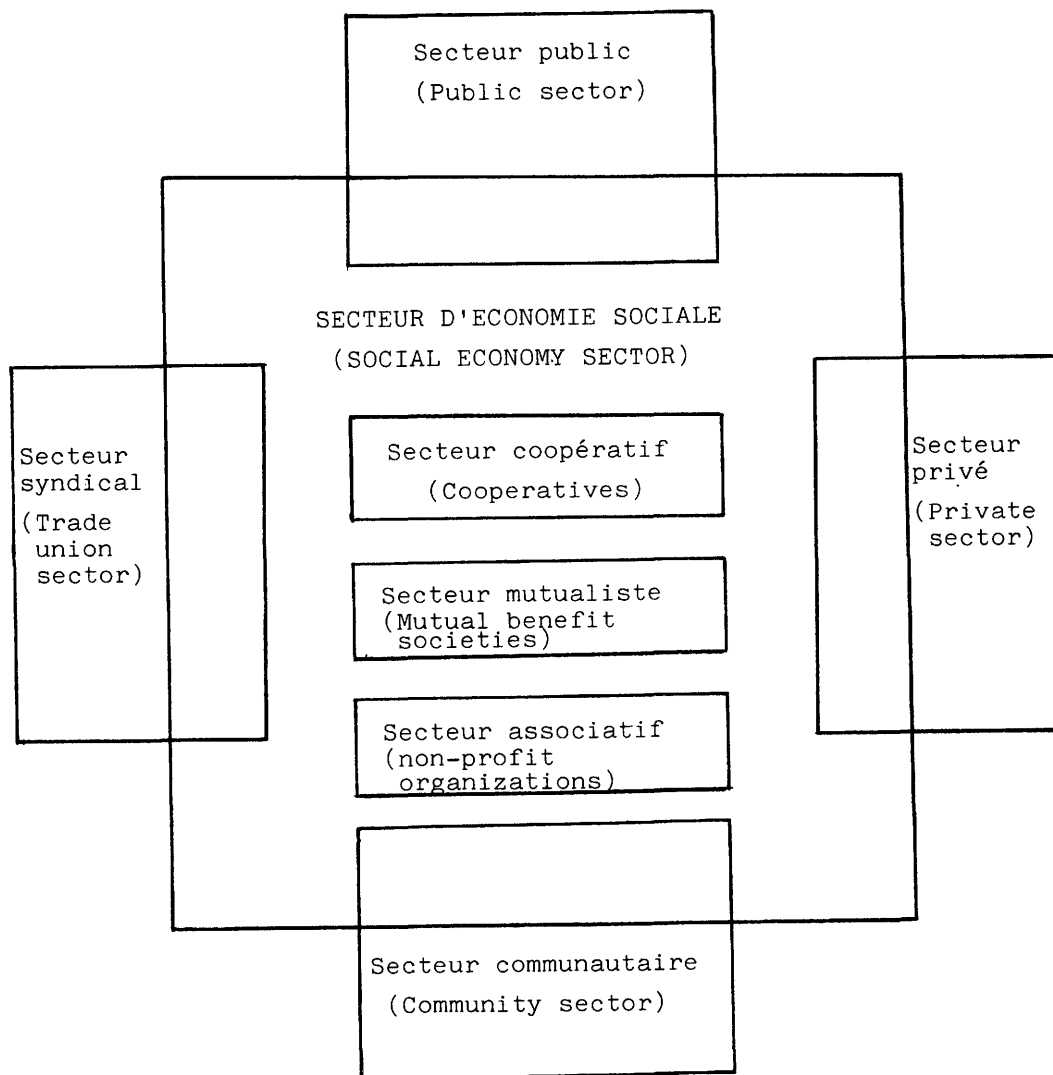 Secteur public
(Public sector)
SECTEUR D'ECONOMIE SOCIALE
(SOCIAL ECONOMY SECTOR)
Secteur
syndical
(Trade
union
sector)
Secteur coopératif
(Cooperatives)
Secteur mutualiste
(Mutual benefit
societies)
Secteur associatif
(non-profit
organizations)
Secteur
privé
(Private
sector)
Secteur communautaire
(Community sector)